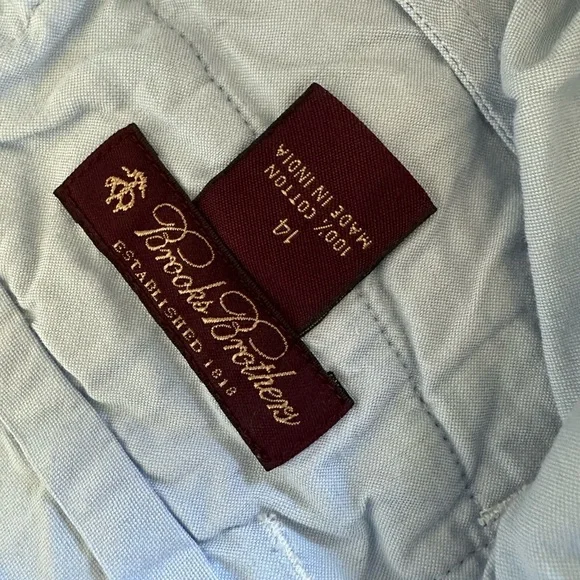 Brooks Brothers
ESTABLISHED 1818
14
100% COTTON
MADE IN INDIA